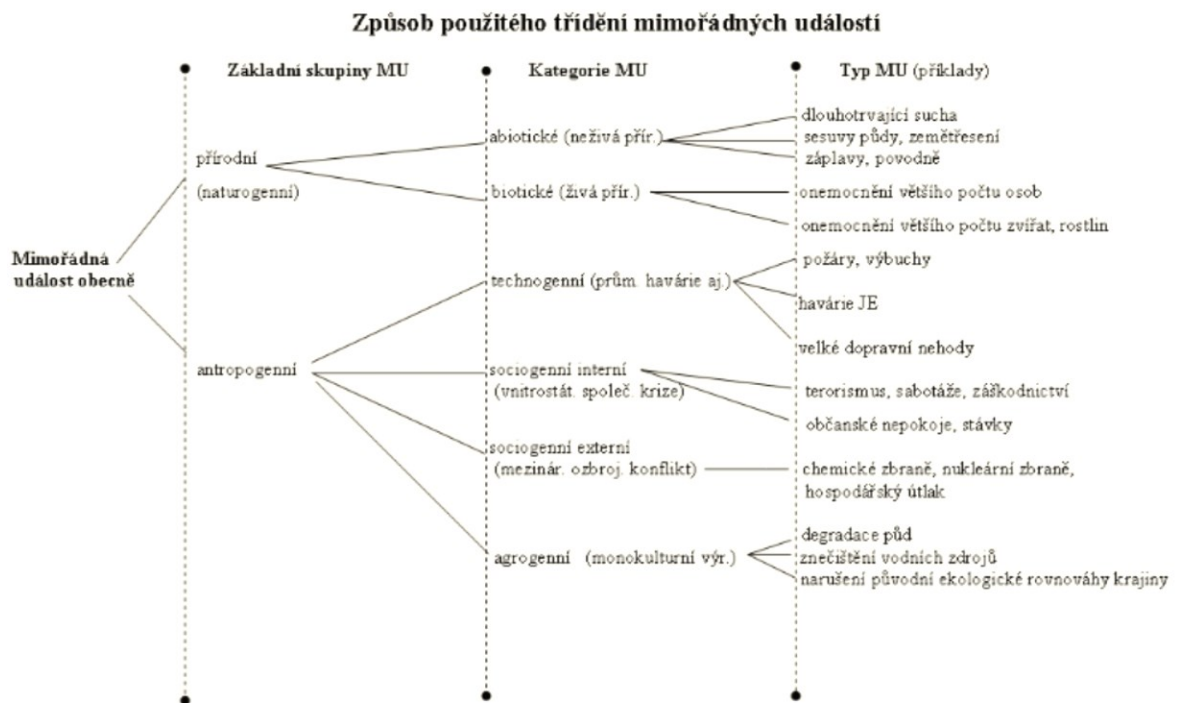 Způsob použitého třídění mimořádných událostí
Základní skupiny MU
Kategorie MU
Typ MU (příklady)
Mimořádná
událost obecně
přírodní
(naturogenní)
antropogenní
abiotické (neživá přír.)
biotické (živá přír.)
technogenní (prům. havárie aj.)
sociogenní interní
(vnitrostát. společ. krize)
sociogenní externí
(mezinár. ozbroj. konflikt)
agrogenní (monokulturní výr.)
dlouhotrvající sucha
sesuvy půdy, zemětřesení
záplavy, povodně
onemocnění většího počtu osob
onemocnění většího počtu zvířat, rostlin
požáry, výbuchy
havárie JE
velké dopravní nehody
terorismus, sabotáže, záškodnictví
občanské nepokoje, stávky
chemické zbraně, nukleární zbraně,
hospodářský útlak
degradace půd
znečištění vodních zdrojů
narušení původní ekologické rovnováhy krajiny